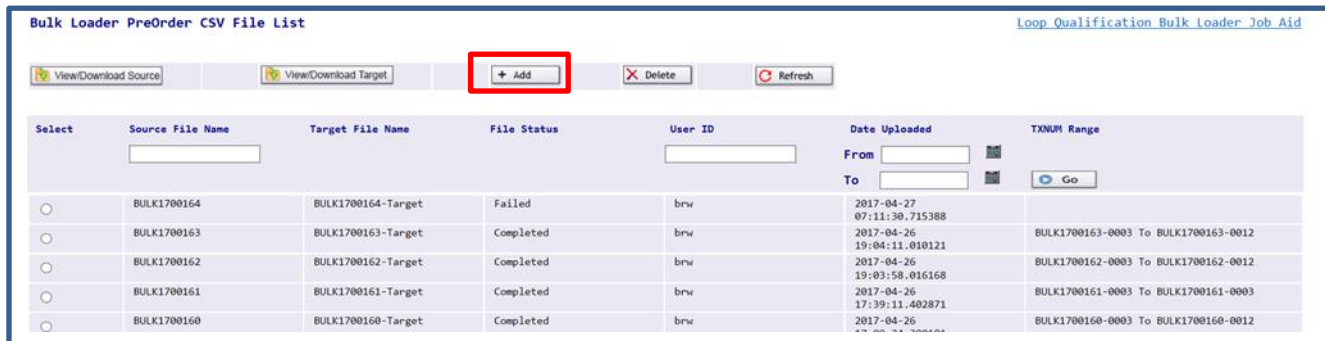 Bulk Loader PreOrder CSV File List Loop Qualification Bulk Loader Job Aid
View/Download Source View/Download Target + Add Delete Refresh
Select Source File Name Target File Name File Status User ID Date Uploaded TXNUM Range
From
To Go
BULK1700164 BULK1700164-Target Failed brw 2017-04-27
07:11:30.715388
BULK1700163 BULK1700163-Target Completed brw 2017-04-26 BULK1700163-0003 To BULK1700163-0012
19:04:11.010121
BULK1700162 BULK1700162-Target Completed brw 2017-04-26 BULK1700162-0003 To BULK1700162-0012
19:03:58.016168
BULK1700161 BULK1700161-Target Completed brw 2017-04-26 BULK1700161-0003 To BULK1700161-0003
17:39:11.402871
BULK1700160 BULK1700160-Target Completed brw 2017-04-26 BULK1700160-0003 To BULK1700160-0012